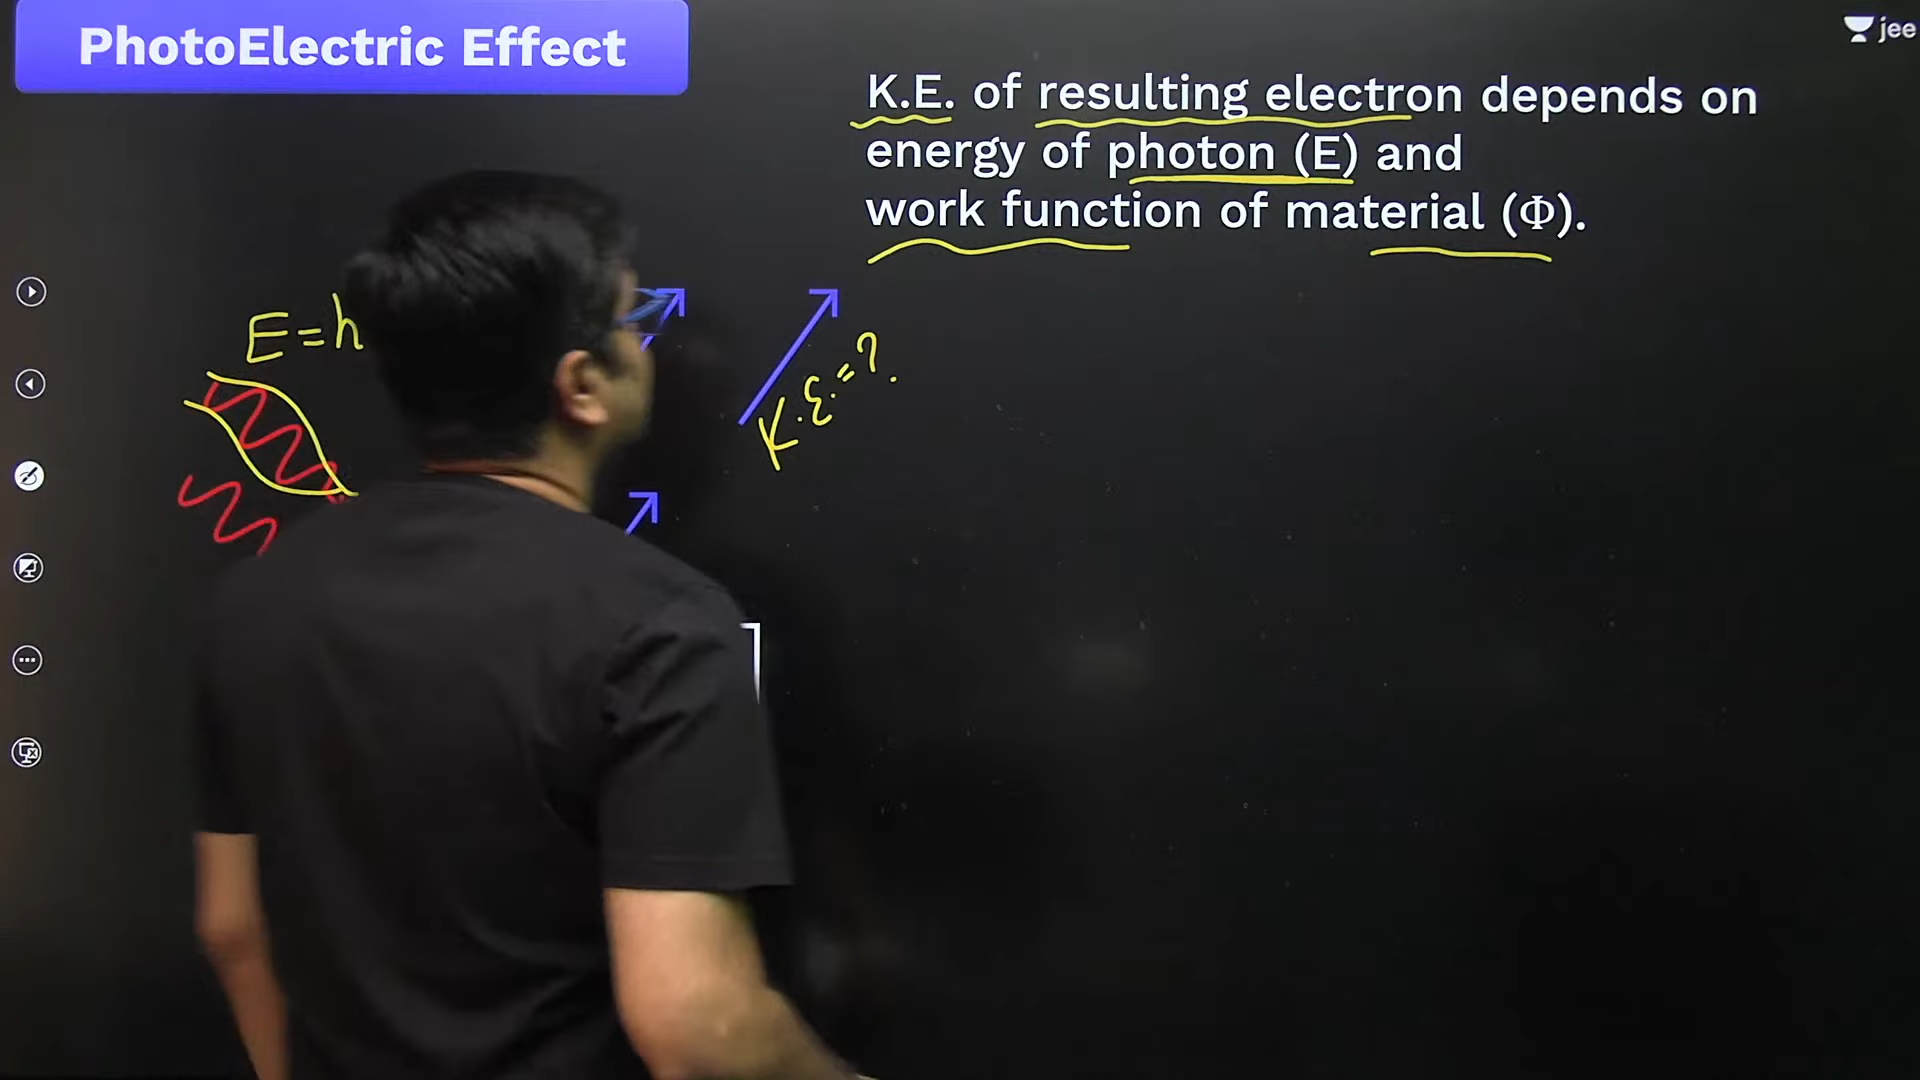 PhotoElectric Effect
jee
K.E. of resulting electron depends on
energy of photon (E) and
work function of material (Φ).
E=h
K.E.=?